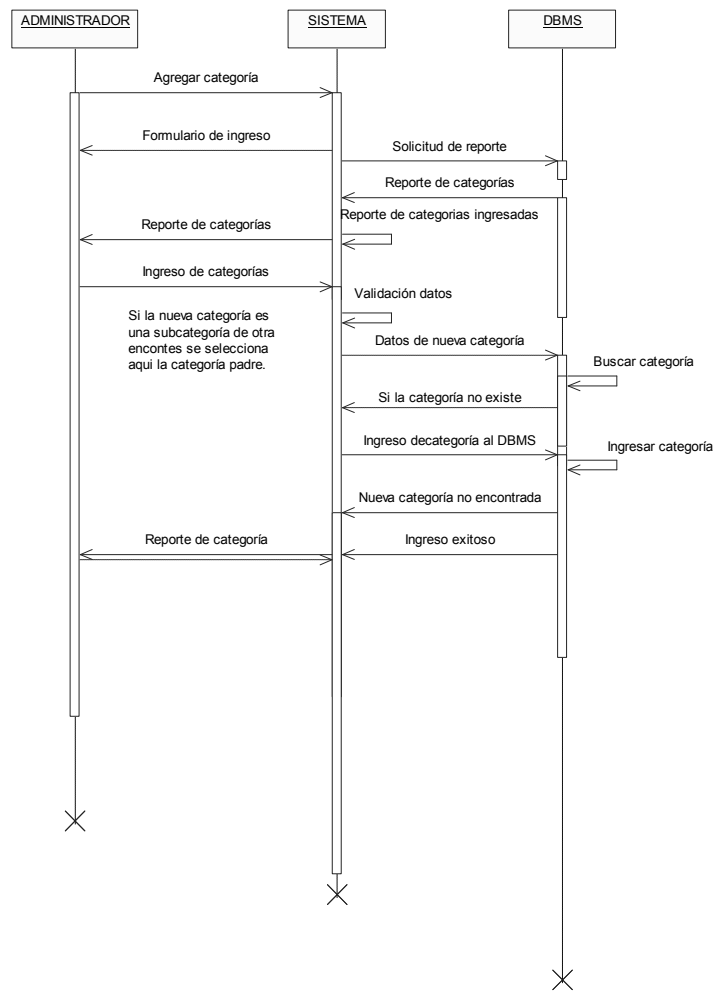 ADMINISTRADOR
SISTEMA
DBMS
Agregar categoría
Formulario de ingreso
Solicitud de reporte
Reporte de categorías
Reporte de categorias ingresadas
Reporte de categorías
Ingreso de categorías
Validación datos
Si la nueva categoría es
una subcategoría de otra
encontes se selecciona
aqui la categoría padre.
Datos de nueva categoría
Buscar categoría
Si la categoría no existe
Ingreso decategoría al DBMS
Ingresar categoría
Nueva categoría no encontrada
Reporte de categoría
Ingreso exitoso